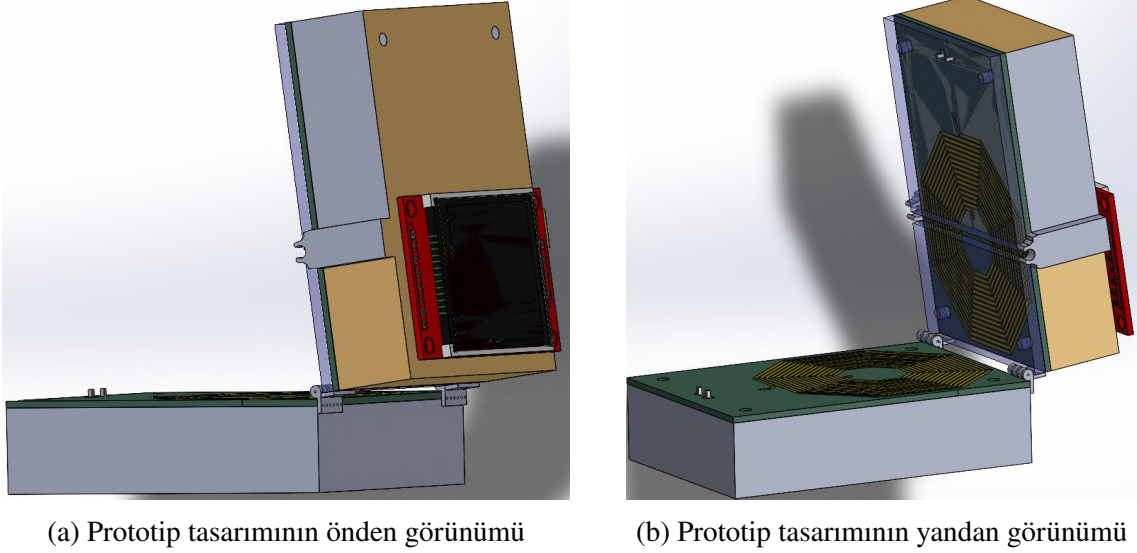 (a) Prototip tasarımının önden görünümü
(b) Prototip tasarımının yandan görünümü